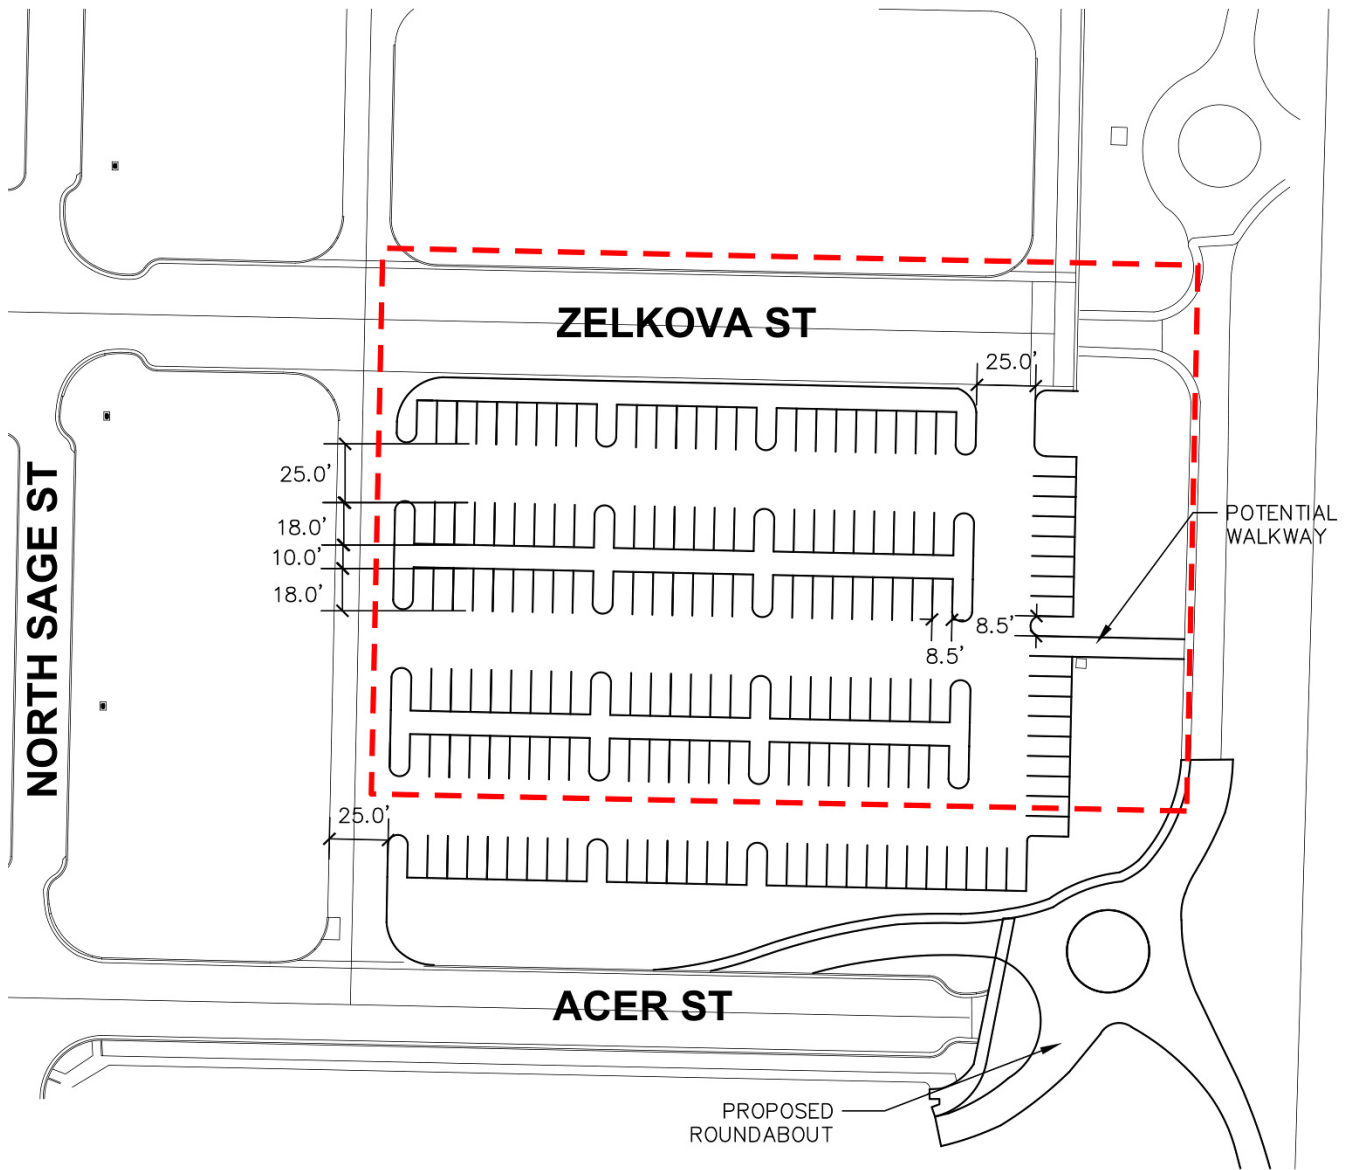 ZELKOVA ST
25.0'
25.0'
18.0'
10.0'
18.0'
POTENTIAL
WALKWAY
8.5'
8.5'
NORTH SAGE ST
25.0'
ACER ST
PROPOSED
ROUNDABOUT